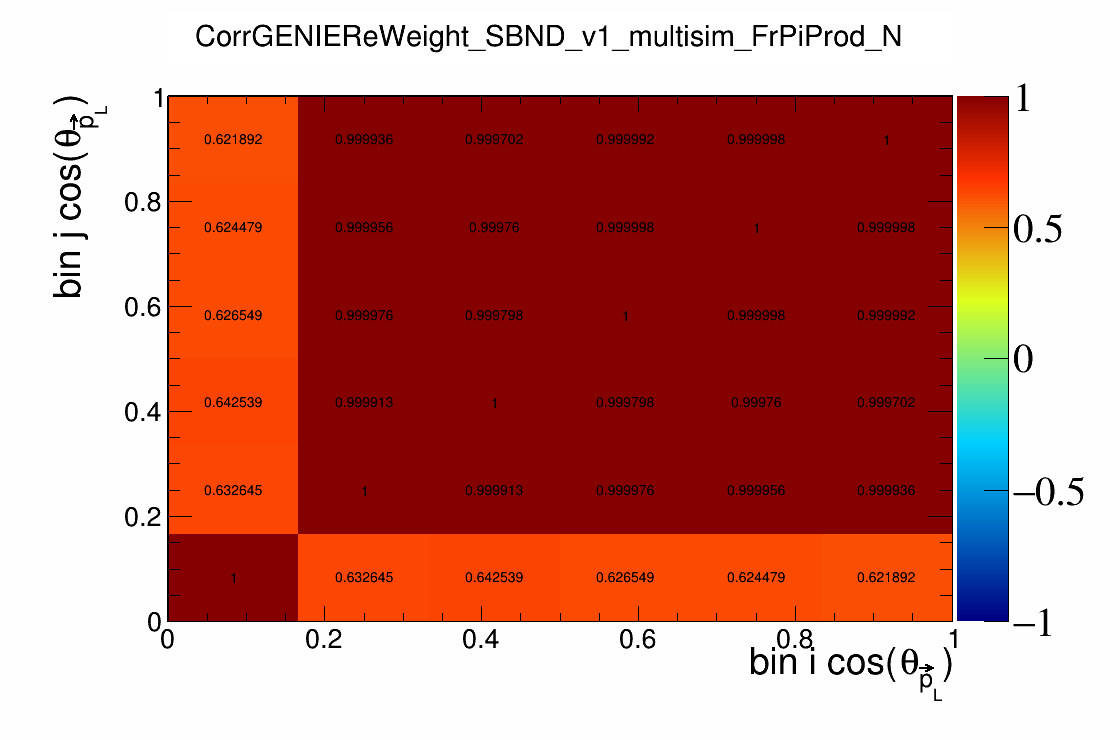 CorrGENIEReWeight_SBND_v1_multisim_FrPiProd_N
bin j cos(θ_p⃗_L)
1
0.8
0.6
0.4
0.2
0
0.621892 0.999936 0.999702 0.999992 0.999998 1
0.624479 0.999956 0.99976 0.999998 1 0.999998
0.626549 0.999976 0.999798 1 0.999998 0.999992
0.642539 0.999913 1 0.999798 0.99976 0.999702
0.632645 1 0.999913 0.999976 0.999956 0.999936
1 0.632645 0.642539 0.626549 0.624479 0.621892
0 0.2 0.4 0.6 0.8 1
bin i cos(θ_p⃗_L)
1
0.5
0
−0.5
−1